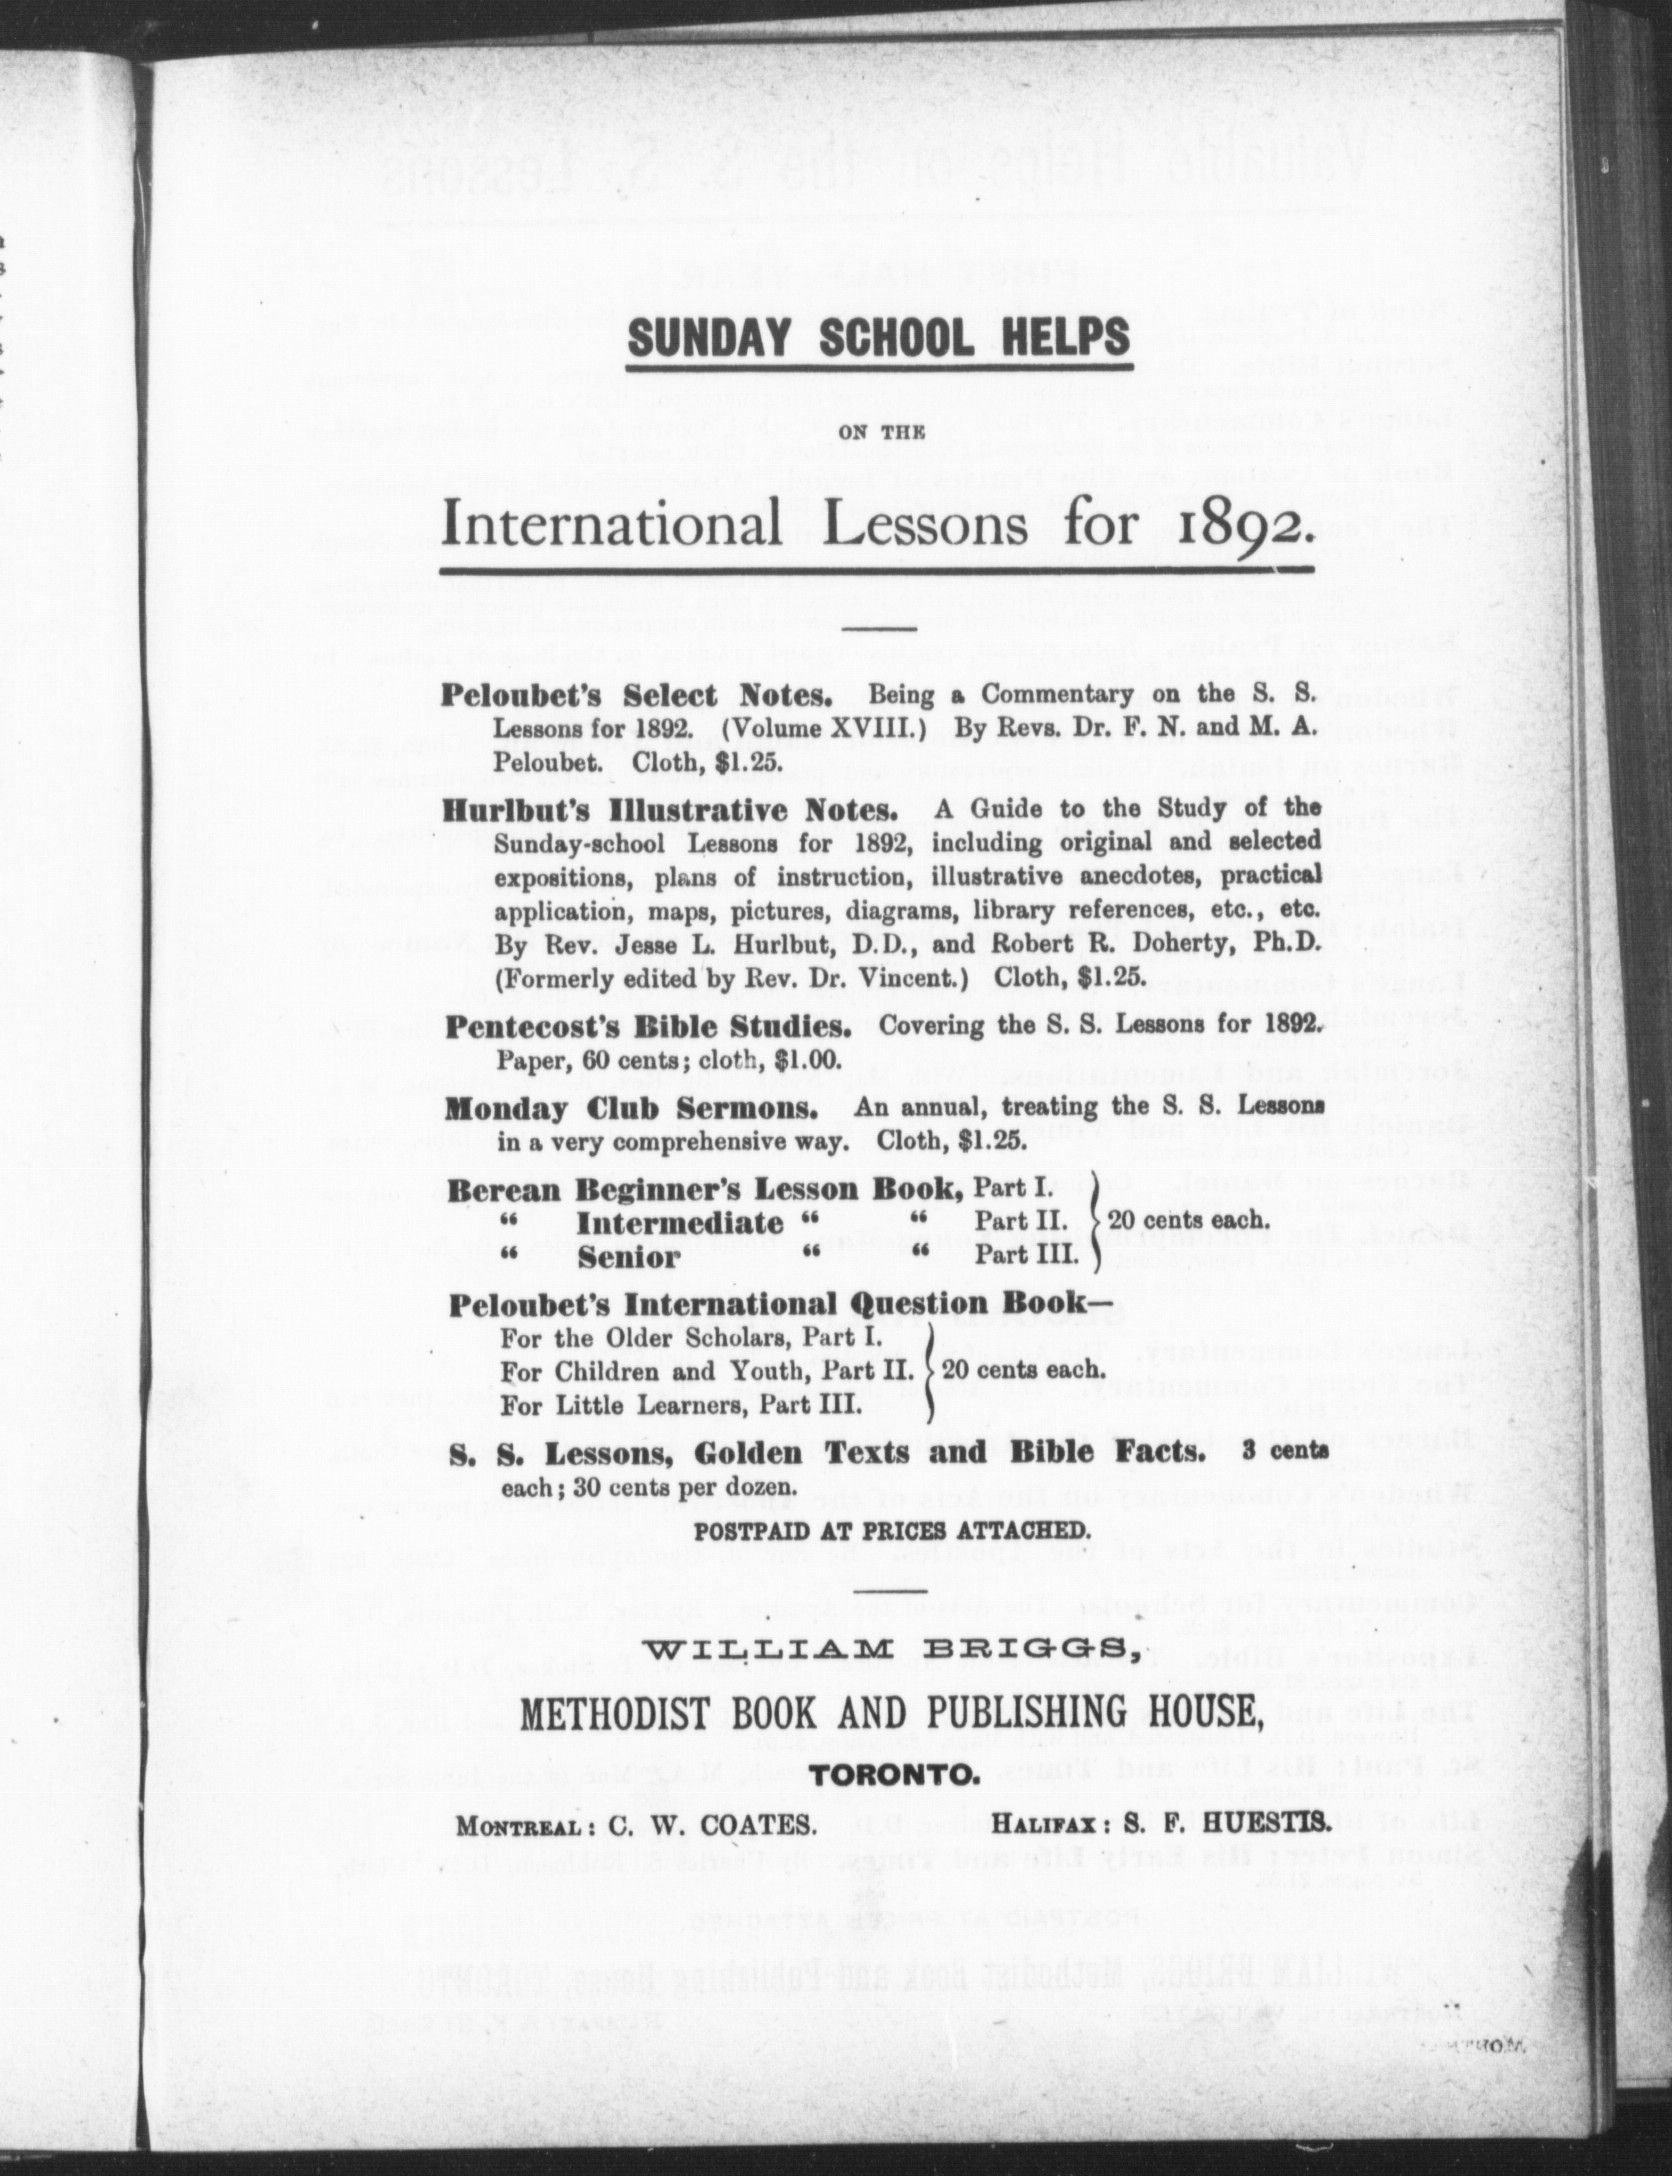 SUNDAY SCHOOL HELPS
ON THE
International Lessons for 1892.
Peloubet's Select Notes. Being a Commentary on the S. S.
Lessons for 1892. (Volume XVIII.) By Revs. Dr. F. N. and M. A.
Peloubet. Cloth, $1.25.
Hurlbut's Illustrative Notes. A Guide to the Study of the
Sunday-school Lessons for 1892, including original and selected
expositions, plans of instruction, illustrative anecdotes, practical
application, maps, pictures, diagrams, library references, etc., etc.
By Rev. Jesse L. Hurlbut, D.D., and Robert R. Doherty, Ph.D.
(Formerly edited by Rev. Dr. Vincent.) Cloth, $1.25.
Pentecost's Bible Studies. Covering the S. S. Lessons for 1892.
Paper, 60 cents; cloth, $1.00.
Monday Club Sermons. An annual, treating the S. S. Lessons
in a very comprehensive way. Cloth, $1.25.
Berean Beginner's Lesson Book, Part I.
“ Intermediate “ “ Part II. } 20 cents each.
“ Senior “ “ Part III.
Peloubet's International Question Book—
For the Older Scholars, Part I.
For Children and Youth, Part II. } 20 cents each.
For Little Learners, Part III.
S. S. Lessons, Golden Texts and Bible Facts. 3 cents
each; 30 cents per dozen.
POSTPAID AT PRICES ATTACHED.
WILLIAM BRIGGS,
METHODIST BOOK AND PUBLISHING HOUSE,
TORONTO.
MONTREAL: C. W. COATES. HALIFAX: S. F. HUESTIS.